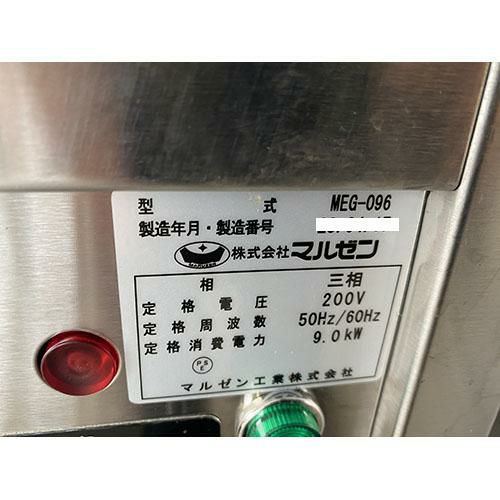 型 式 MEG-096
製造年月・製造番号
株式会社マルゼン
相 三相
定格電圧 200V
定格周波数 50Hz/60Hz
定格消費電力 9.0kW
PSE
マルゼン工業株式会社